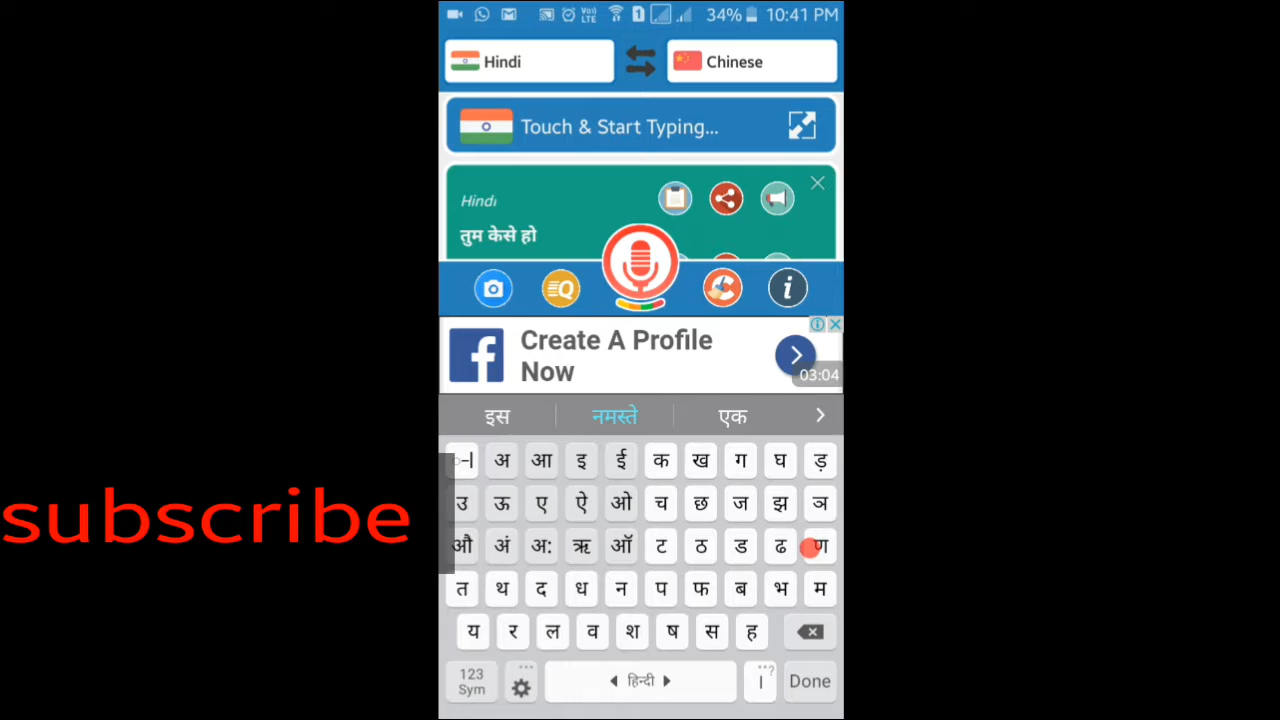 34% 10:41 PM
Hindi
Chinese
Touch & Start Typing...
Hindi
तुम केसे हो
Create A Profile
Now
03:04
इस नमस्ते एक
अ आ इ ई क ख ग घ ड़
उ ऊ ए ऐ ओ च छ ज झ ञ
औ अं अः ऋ ऑ ट ठ ड ढ ण
subscribe
त थ द ध न प फ ब भ म
य र ल व श ष स ह
123
Sym
हिन्दी
।
Done